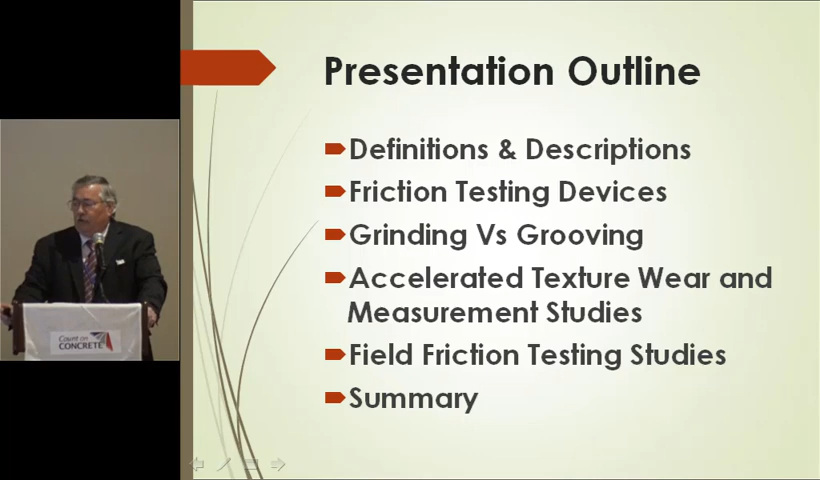 Presentation Outline
Definitions & Descriptions
Friction Testing Devices
Grinding Vs Grooving
Accelerated Texture Wear and
Measurement Studies
Field Friction Testing Studies
Summary
Count on
CONCRETE